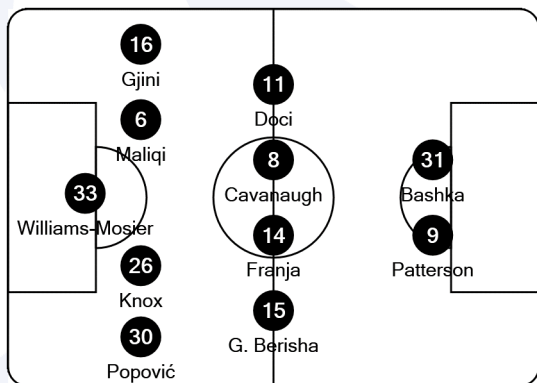 16
Gjini
6
Maliqi
33
Williams-Mosier
26
Knox
30
Popović
11
Doci
8
Cavanaugh
14
Franja
15
G. Berisha
31
Bashka
9
Patterson